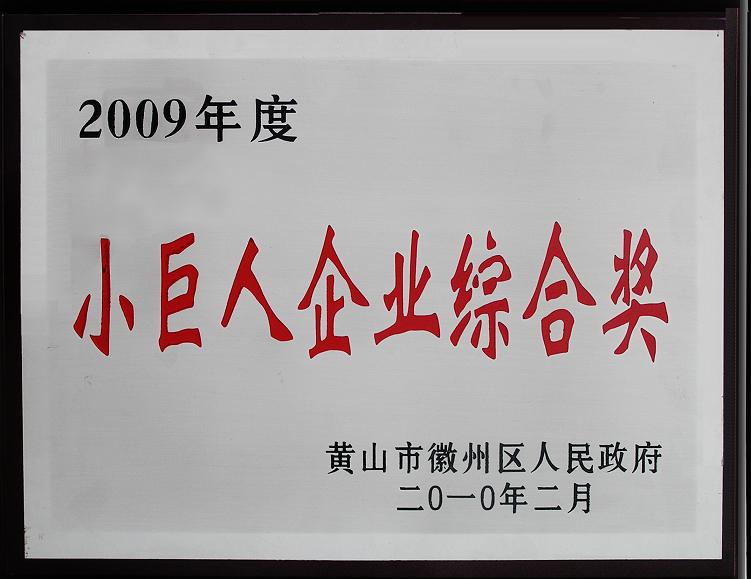 2009年度
小巨人企业综合奖
黄山市徽州区人民政府
二0一0年二月